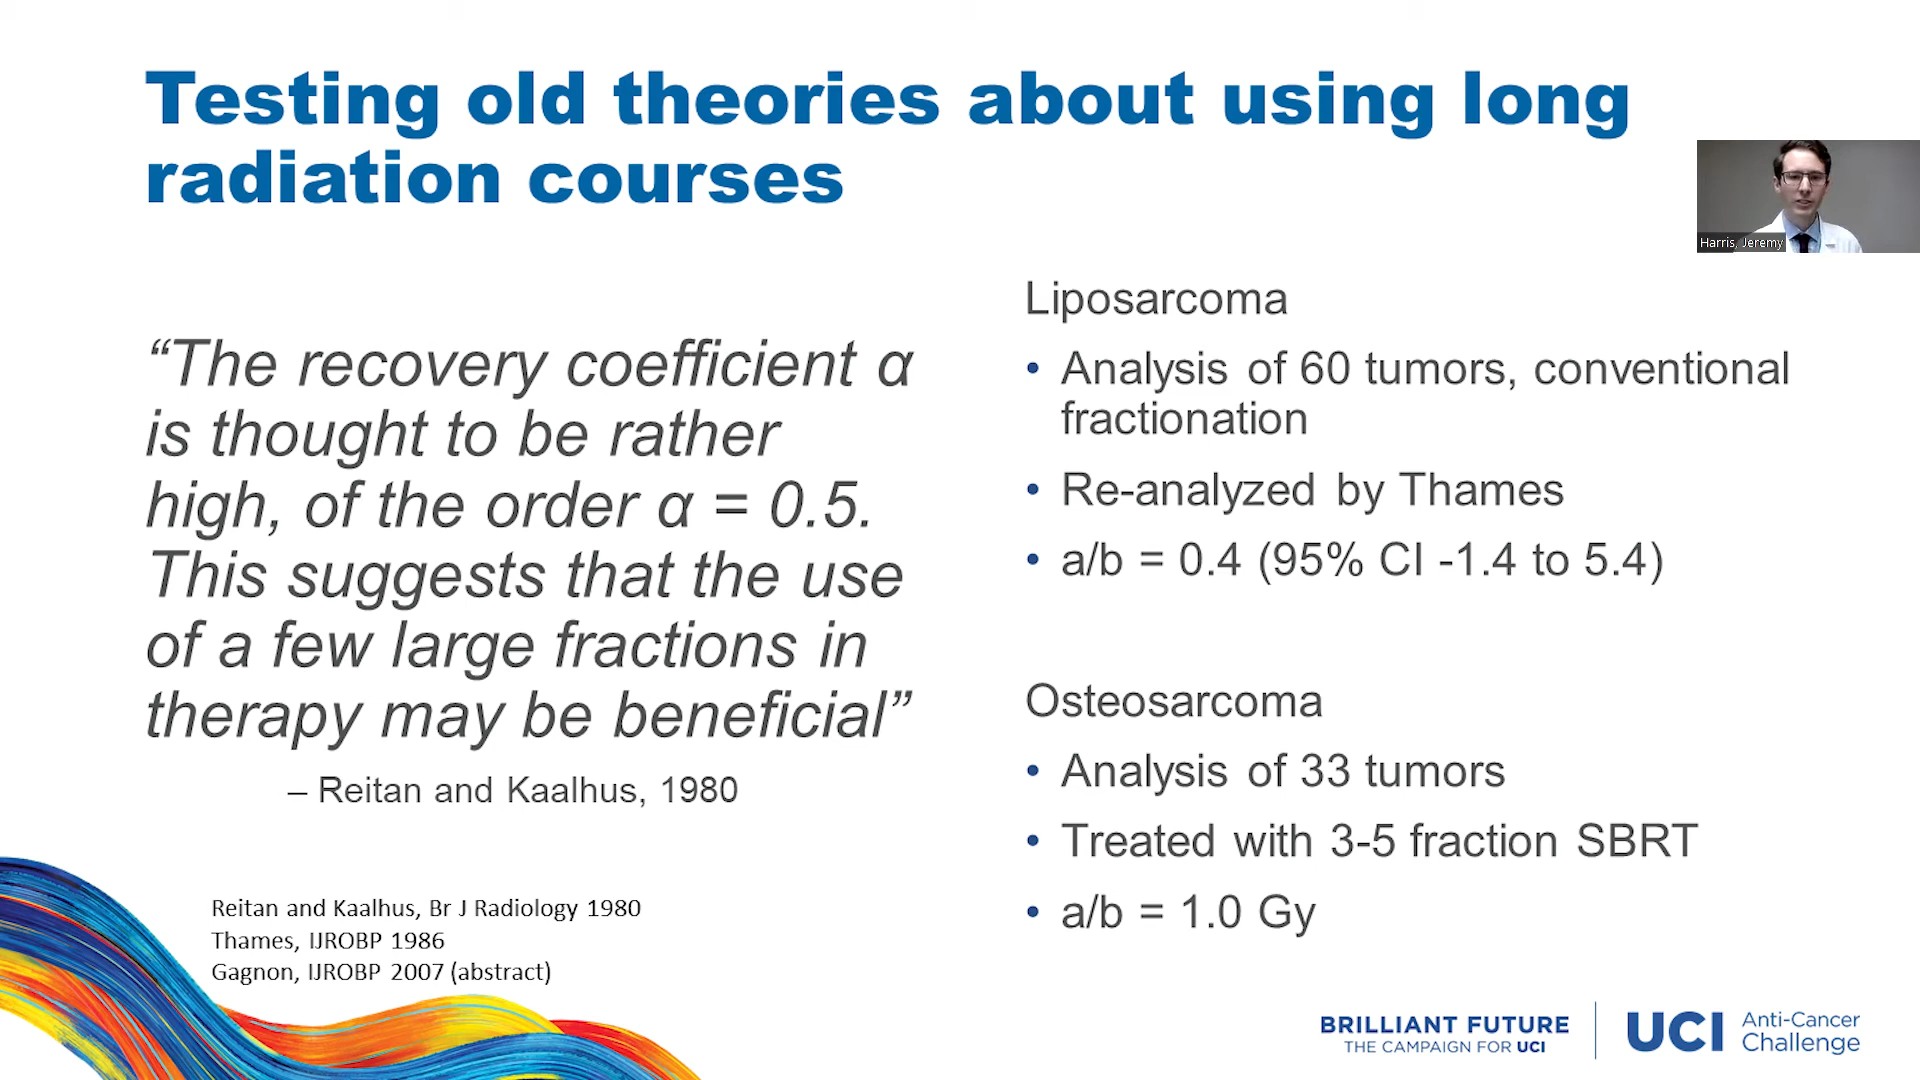 Testing old theories about using long
radiation courses
Harris, Jeremy
“The recovery coefficient α
is thought to be rather
high, of the order α = 0.5.
This suggests that the use
of a few large fractions in
therapy may be beneficial”
– Reitan and Kaalhus, 1980
Liposarcoma
• Analysis of 60 tumors, conventional
fractionation
• Re-analyzed by Thames
• a/b = 0.4 (95% CI -1.4 to 5.4)
Osteosarcoma
• Analysis of 33 tumors
• Treated with 3-5 fraction SBRT
• a/b = 1.0 Gy
Reitan and Kaalhus, Br J Radiology 1980
Thames, IJROBP 1986
Gagnon, IJROBP 2007 (abstract)
BRILLIANT FUTURE
THE CAMPAIGN FOR UCI
UCI
Anti-Cancer
Challenge